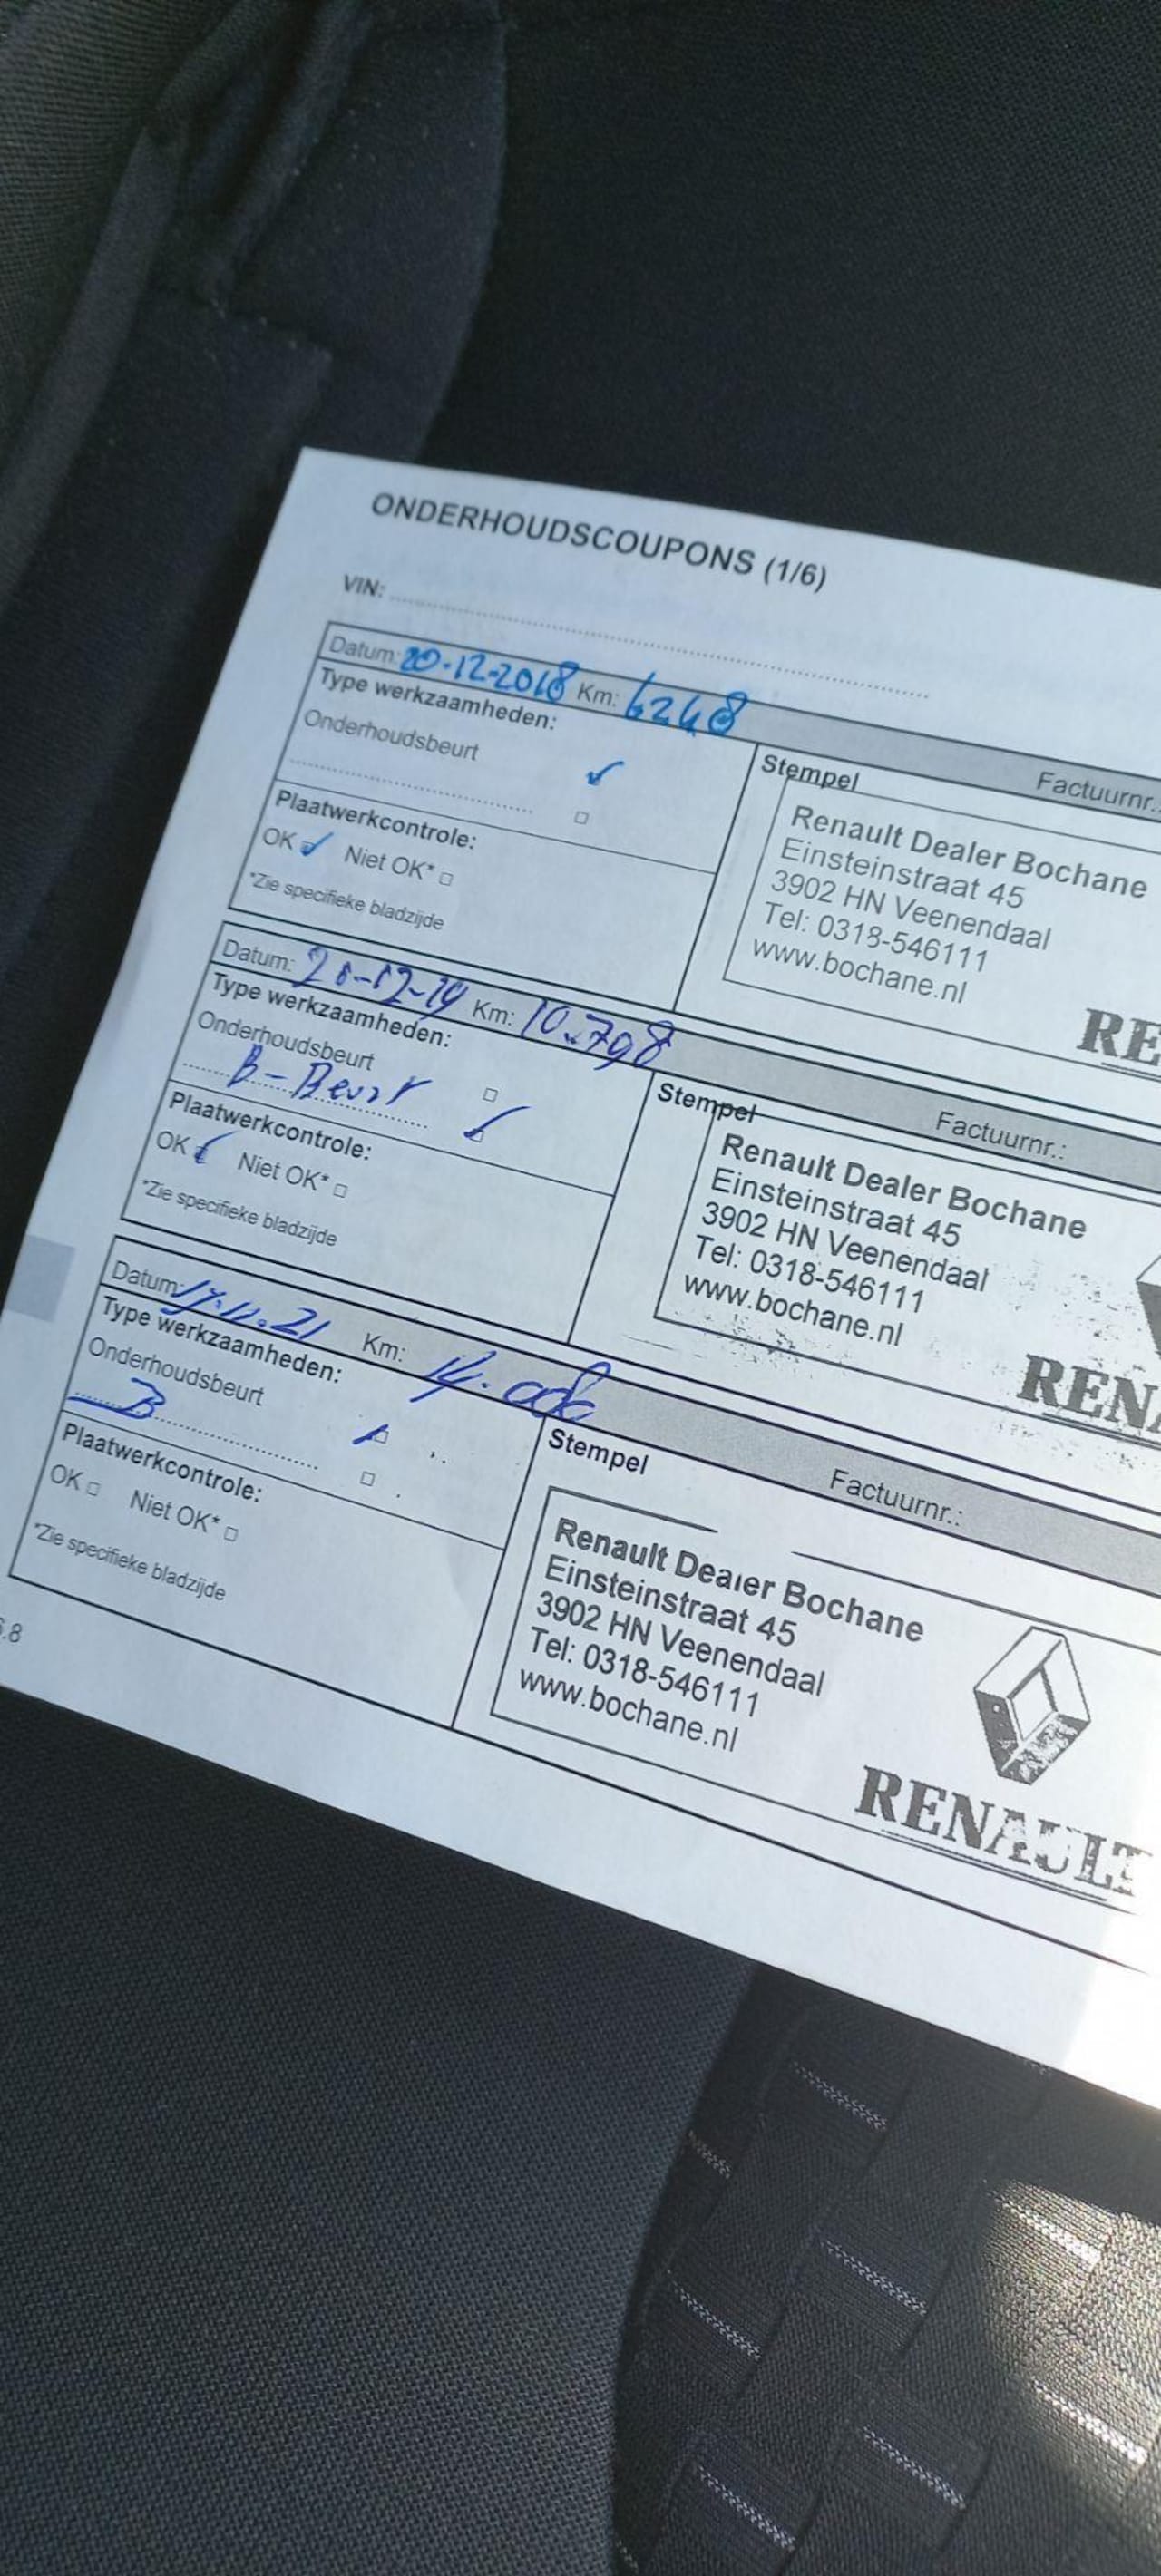 ONDERHOUDSCOUPONS (1/6)
VIN:
Datum: 20-12-2018 Km: 6248
Factuurnr.:
Type werkzaamheden:
Onderhoudsbeurt
Plaatwerkcontrole:
OK Niet OK*
*Zie specifieke bladzijde
Stempel
Renault Dealer Bochane
Einsteinstraat 45
3902 HN Veenendaal
Tel: 0318-546111
www.bochane.nl
RE
Datum: Km: 10.798
Factuurnr.:
Type werkzaamheden:
Onderhoudsbeurt
B-Beurt
Plaatwerkcontrole:
OK Niet OK*
*Zie specifieke bladzijde
Stempel
Renault Dealer Bochane
Einsteinstraat 45
3902 HN Veenendaal
Tel: 0318-546111
www.bochane.nl
RENA
Datum: 17.11.21 Km:
Factuurnr.:
Type werkzaamheden:
Onderhoudsbeurt
B
Plaatwerkcontrole:
OK Niet OK*
*Zie specifieke bladzijde
Stempel
Renault Dealer Bochane
Einsteinstraat 45
3902 HN Veenendaal
Tel: 0318-546111
www.bochane.nl
RENAULT
.8